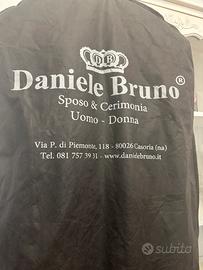 DB
Daniele Bruno®
Sposo & Cerimonia
Uomo - Donna
Via P. di Piemonte, 118 - 80026 Casoria (na)
Tel. 081 757 39 31 - www.danielebruno.it
subito